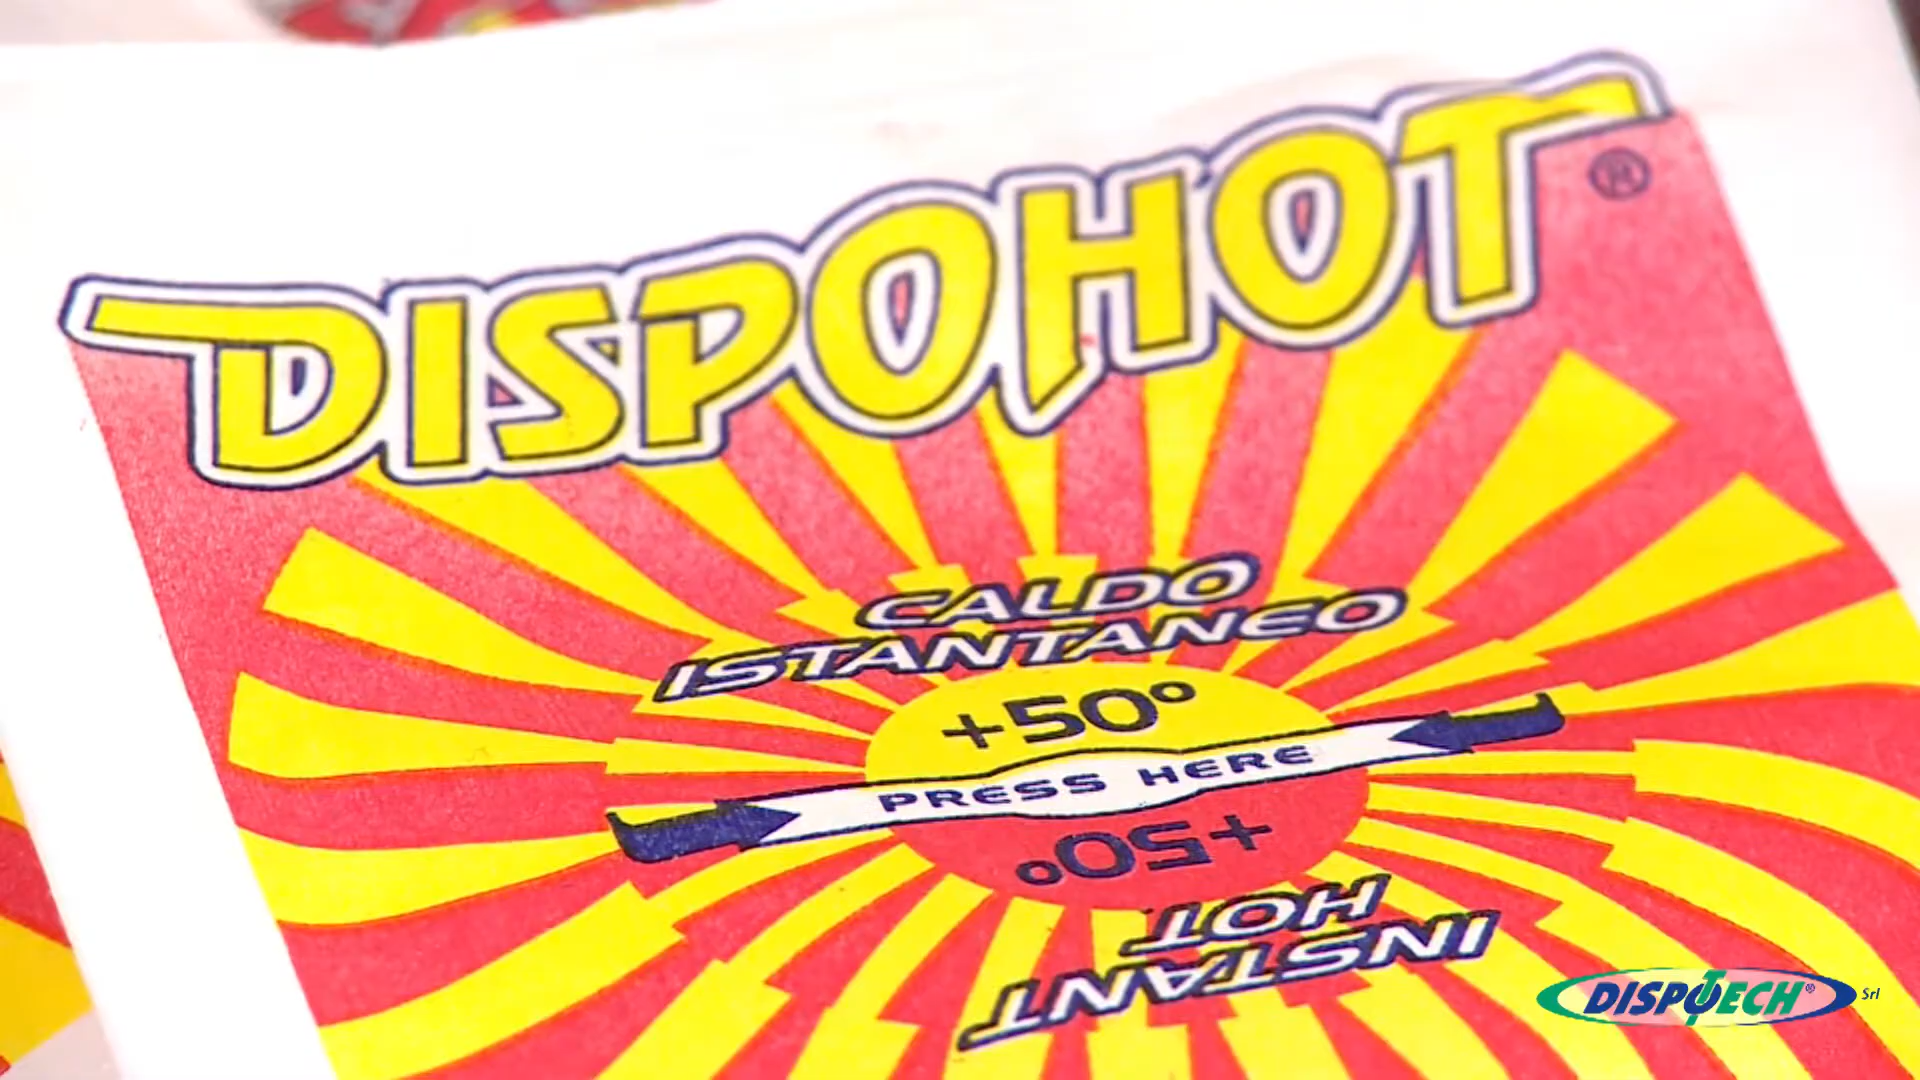 DISPOHOT ®
CALDO
ISTANTANEO
+50°
PRESS HERE
+50°
INSTANT
HOT
DISPOTECH® Srl